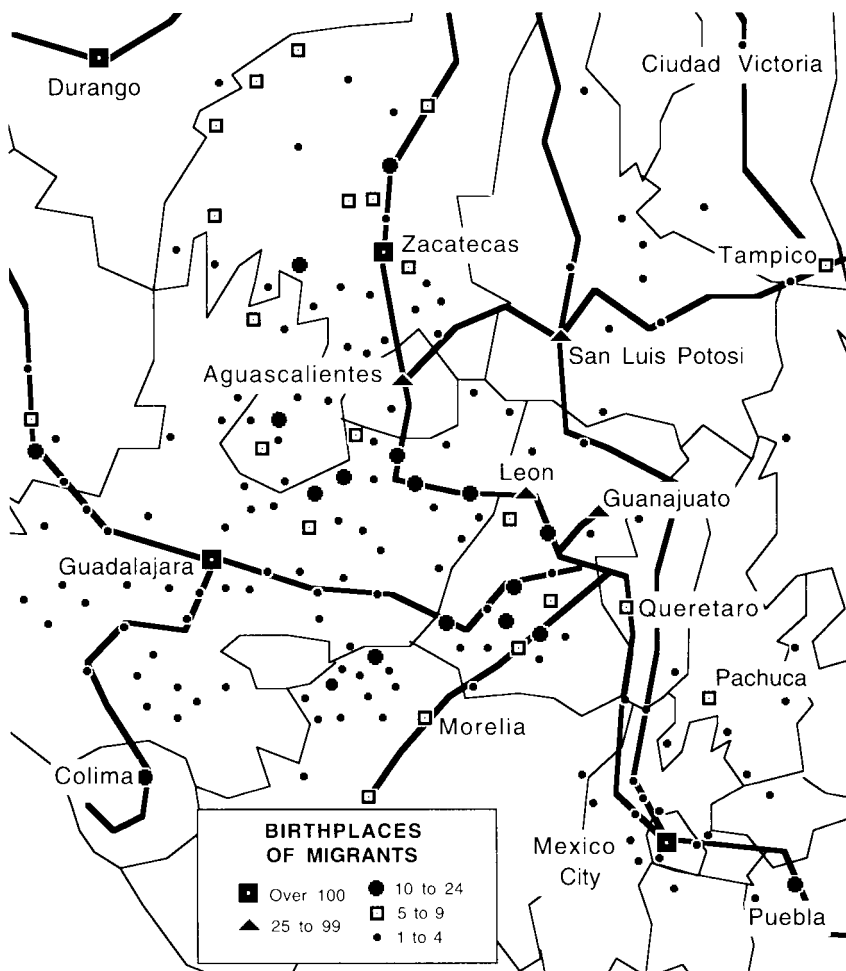 Durango
Ciudad Victoria
Zacatecas
Tampico
San Luis Potosi
Aguascalientes
Leon
Guanajuato
Guadalajara
Queretaro
Pachuca
Morelia
Colima
Mexico
City
Puebla
BIRTHPLACES
OF MIGRANTS
Over 100
25 to 99
10 to 24
5 to 9
1 to 4